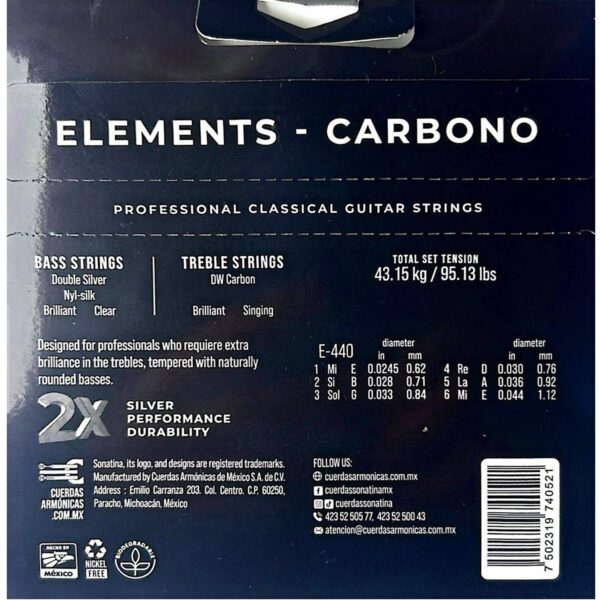 ELEMENTS - CARBONO
PROFESSIONAL CLASSICAL GUITAR STRINGS
BASS STRINGS
Double Silver
Nyl-silk
Brilliant Clear
TREBLE STRINGS
DW Carbon
Brilliant Singing
TOTAL SET TENSION
43.15 kg / 95.13 lbs
Designed for professionals who requiere extra
brilliance in the trebles, tempered with naturally
rounded basses.
2X
SILVER
PERFORMANCE
DURABILITY
E-440
diameter
in mm
1 Mi E 0.0245 0.62
2 Si B 0.028 0.71
3 Sol G 0.033 0.84
diameter
in mm
4 Re D 0.030 0.76
5 La A 0.036 0.92
6 Mi E 0.044 1.12
CUERDAS
ARMÓNICAS
.COM.MX
Sonatina, its logo, and designs are registered trademarks.
Manufactured by Cuerdas Armónicas de México S.A. de C.V.
Address : Emilio Carranza 203. Col. Centro. C.P. 60250,
Paracho, Michoacán, México
FOLLOW US:
cuerdasarmonicas.com.mx
cuerdassonatinamx
cuerdassonatina
423 52 505 77, 423 52 500 43
atencion@cuerdasarmonicas.com.mx
HECHO EN
MÉXICO
NICKEL
FREE
BIODEGRADABLE
7 502319 740521